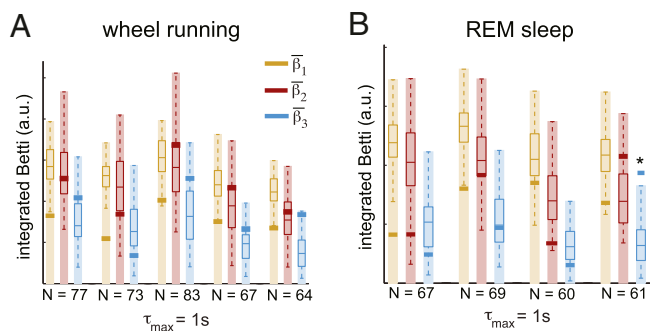 A wheel running
integrated Betti (a.u.)
β̅₁
β̅₂
β̅₃
N = 77 N = 73 N = 83 N = 67 N = 64
τmax = 1s
B REM sleep
integrated Betti (a.u.)
*
N = 67 N = 69 N = 60 N = 61
τmax = 1s